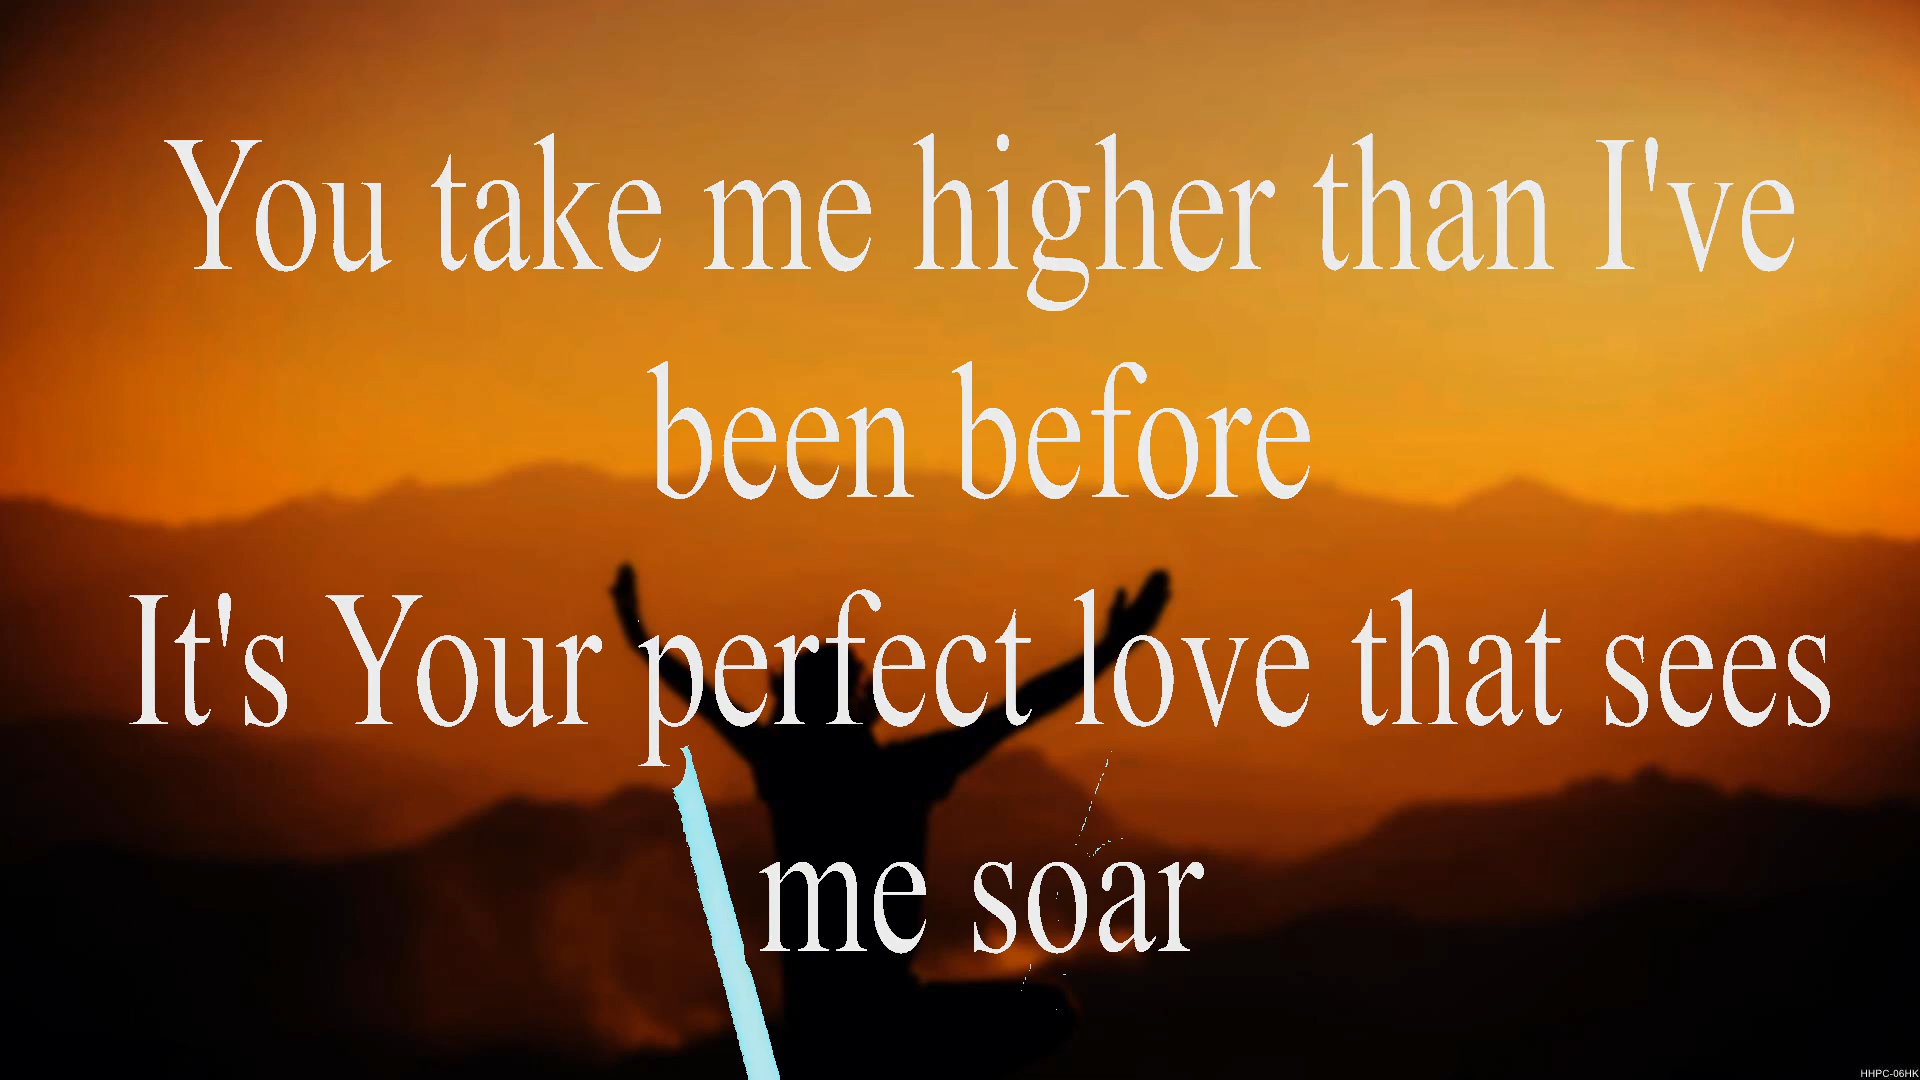 You take me higher than I've
been before
It's Your perfect love that sees
me soar
HHPC-06HK